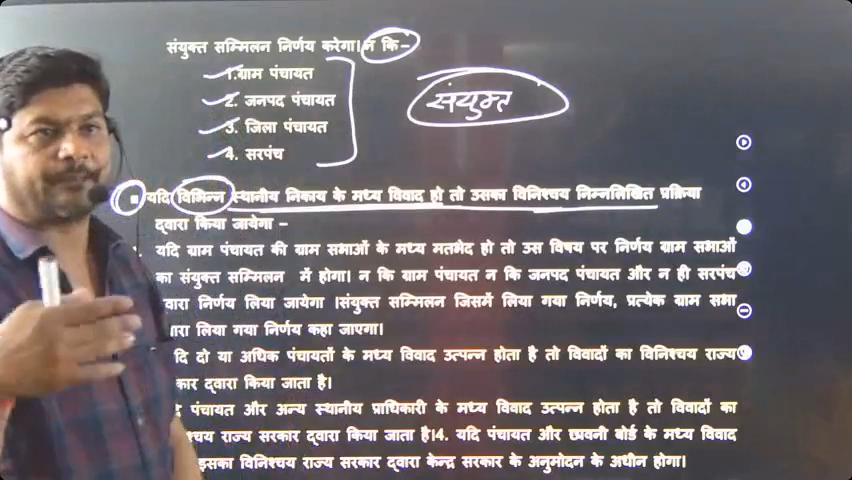 संयुक्त सम्मिलन निर्णय करेगा। न कि–
1.ग्राम पंचायत
2. जनपद पंचायत
3. जिला पंचायत
4. सरपंच
संयुक्त
■ यदि विभिन्न स्थानीय निकाय के मध्य विवाद हो तो उसका विनिश्चय निम्नलिखित प्रक्रिया
द्वारा किया जायेगा –
यदि ग्राम पंचायत की ग्राम सभाओं के मध्य मतभेद हो तो उस विषय पर निर्णय ग्राम सभाओं
का संयुक्त सम्मिलन में होगा। न कि ग्राम पंचायत न कि जनपद पंचायत और न ही सरपंच
वारा निर्णय लिया जायेगा ।संयुक्त सम्मिलन जिसमें लिया गया निर्णय, प्रत्येक ग्राम सभा
लिया गया निर्णय कहा जाएगा।
दो या अधिक पंचायतों के मध्य विवाद उत्पन्न होता है तो विवादों का विनिश्चय राज्य
द्वारा किया जाता है।
पंचायत और अन्य स्थानीय प्राधिकारी के मध्य विवाद उत्पन्न होता है तो विवादों का
राज्य सरकार द्वारा किया जाता है।4. यदि पंचायत और छावनी बोर्ड के मध्य विवाद
इसका विनिश्चय राज्य सरकार द्वारा केन्द्र सरकार के अनुमोदन के अधीन होगा।